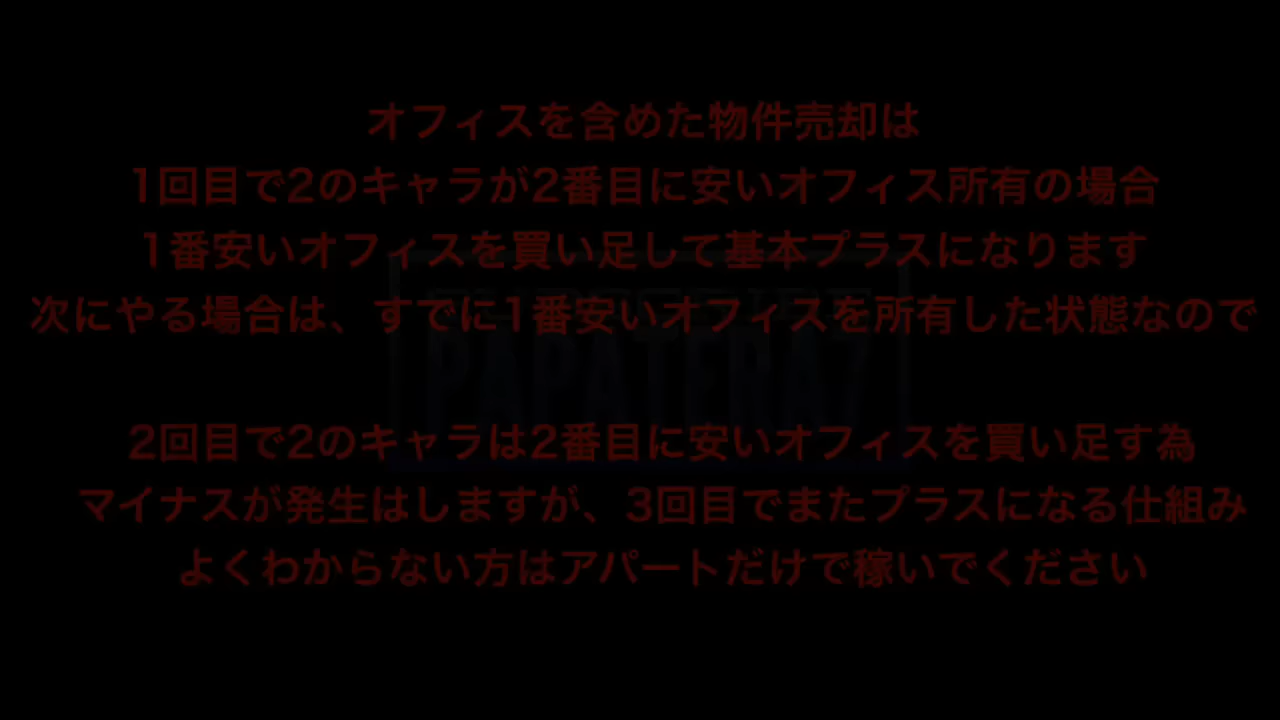 オフィスを含めた物件売却は
1回目で2のキャラが2番目に安いオフィス所有の場合
1番安いオフィスを買い足して基本プラスになります
次にやる場合は、すでに1番安いオフィスを所有した状態なので
2回目で2のキャラは2番目に安いオフィスを買い足す為
マイナスが発生はしますが、3回目でまたプラスになる仕組み
よくわからない方はアパートだけで稼いでください
PAPATERA7